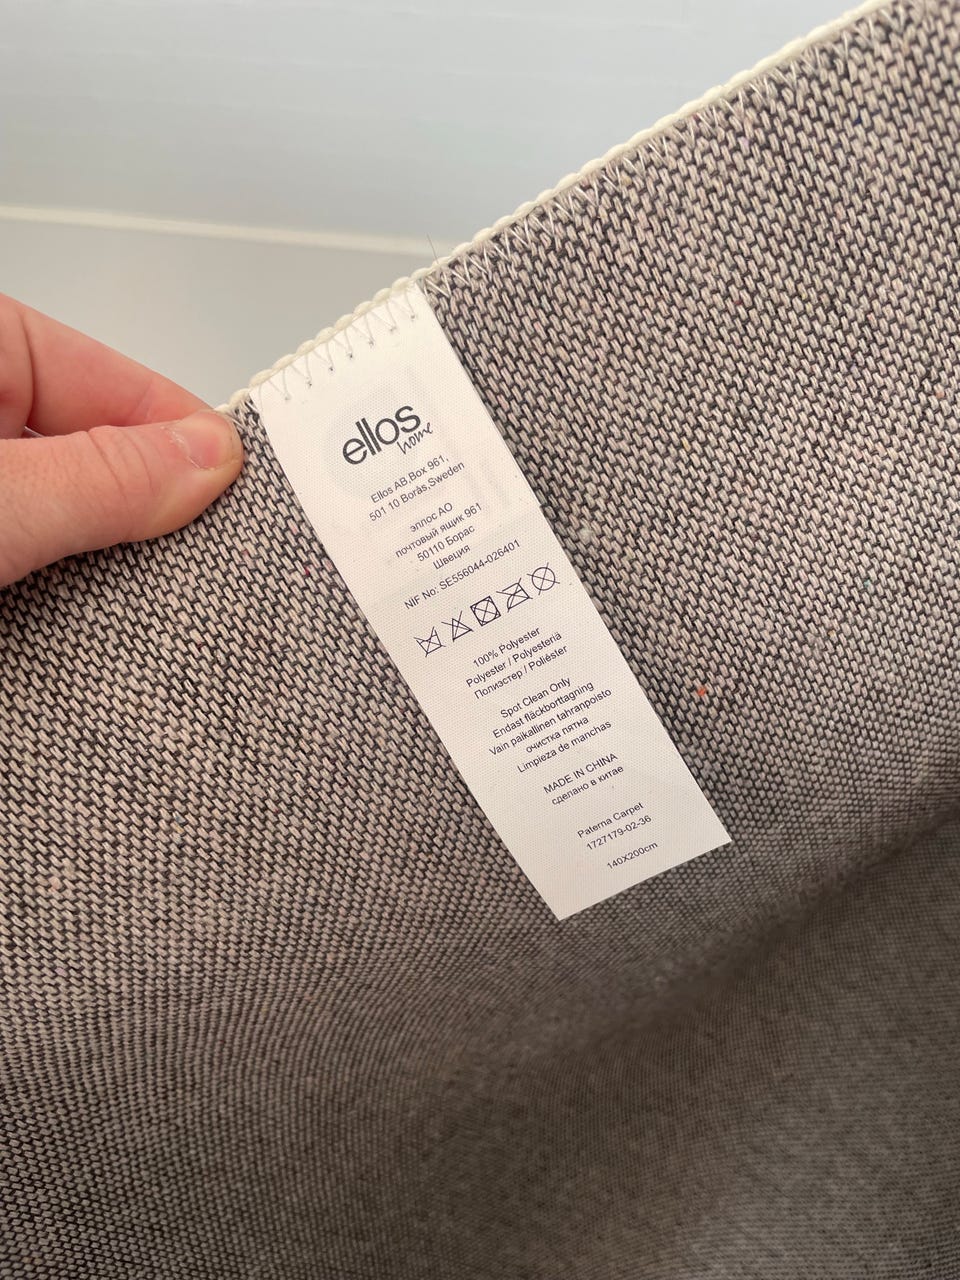 ellos
home
Ellos AB,Box 961,
501 10 Borås,Sweden
эллос АО
почтовый ящик 961
50110 Борас
Швеция
NIF No: SE556044-026401
100% Polyester
Polyester / Polyesteriä
Полиэстер / Poliéster
Spot Clean Only
Endast fläckborttagning
Vain paikallinen tahranpoisto
очистка пятна
Limpieza de manchas
MADE IN CHINA
сделано в китае
Paterna Carpet
1727179-02-36
140X200cm